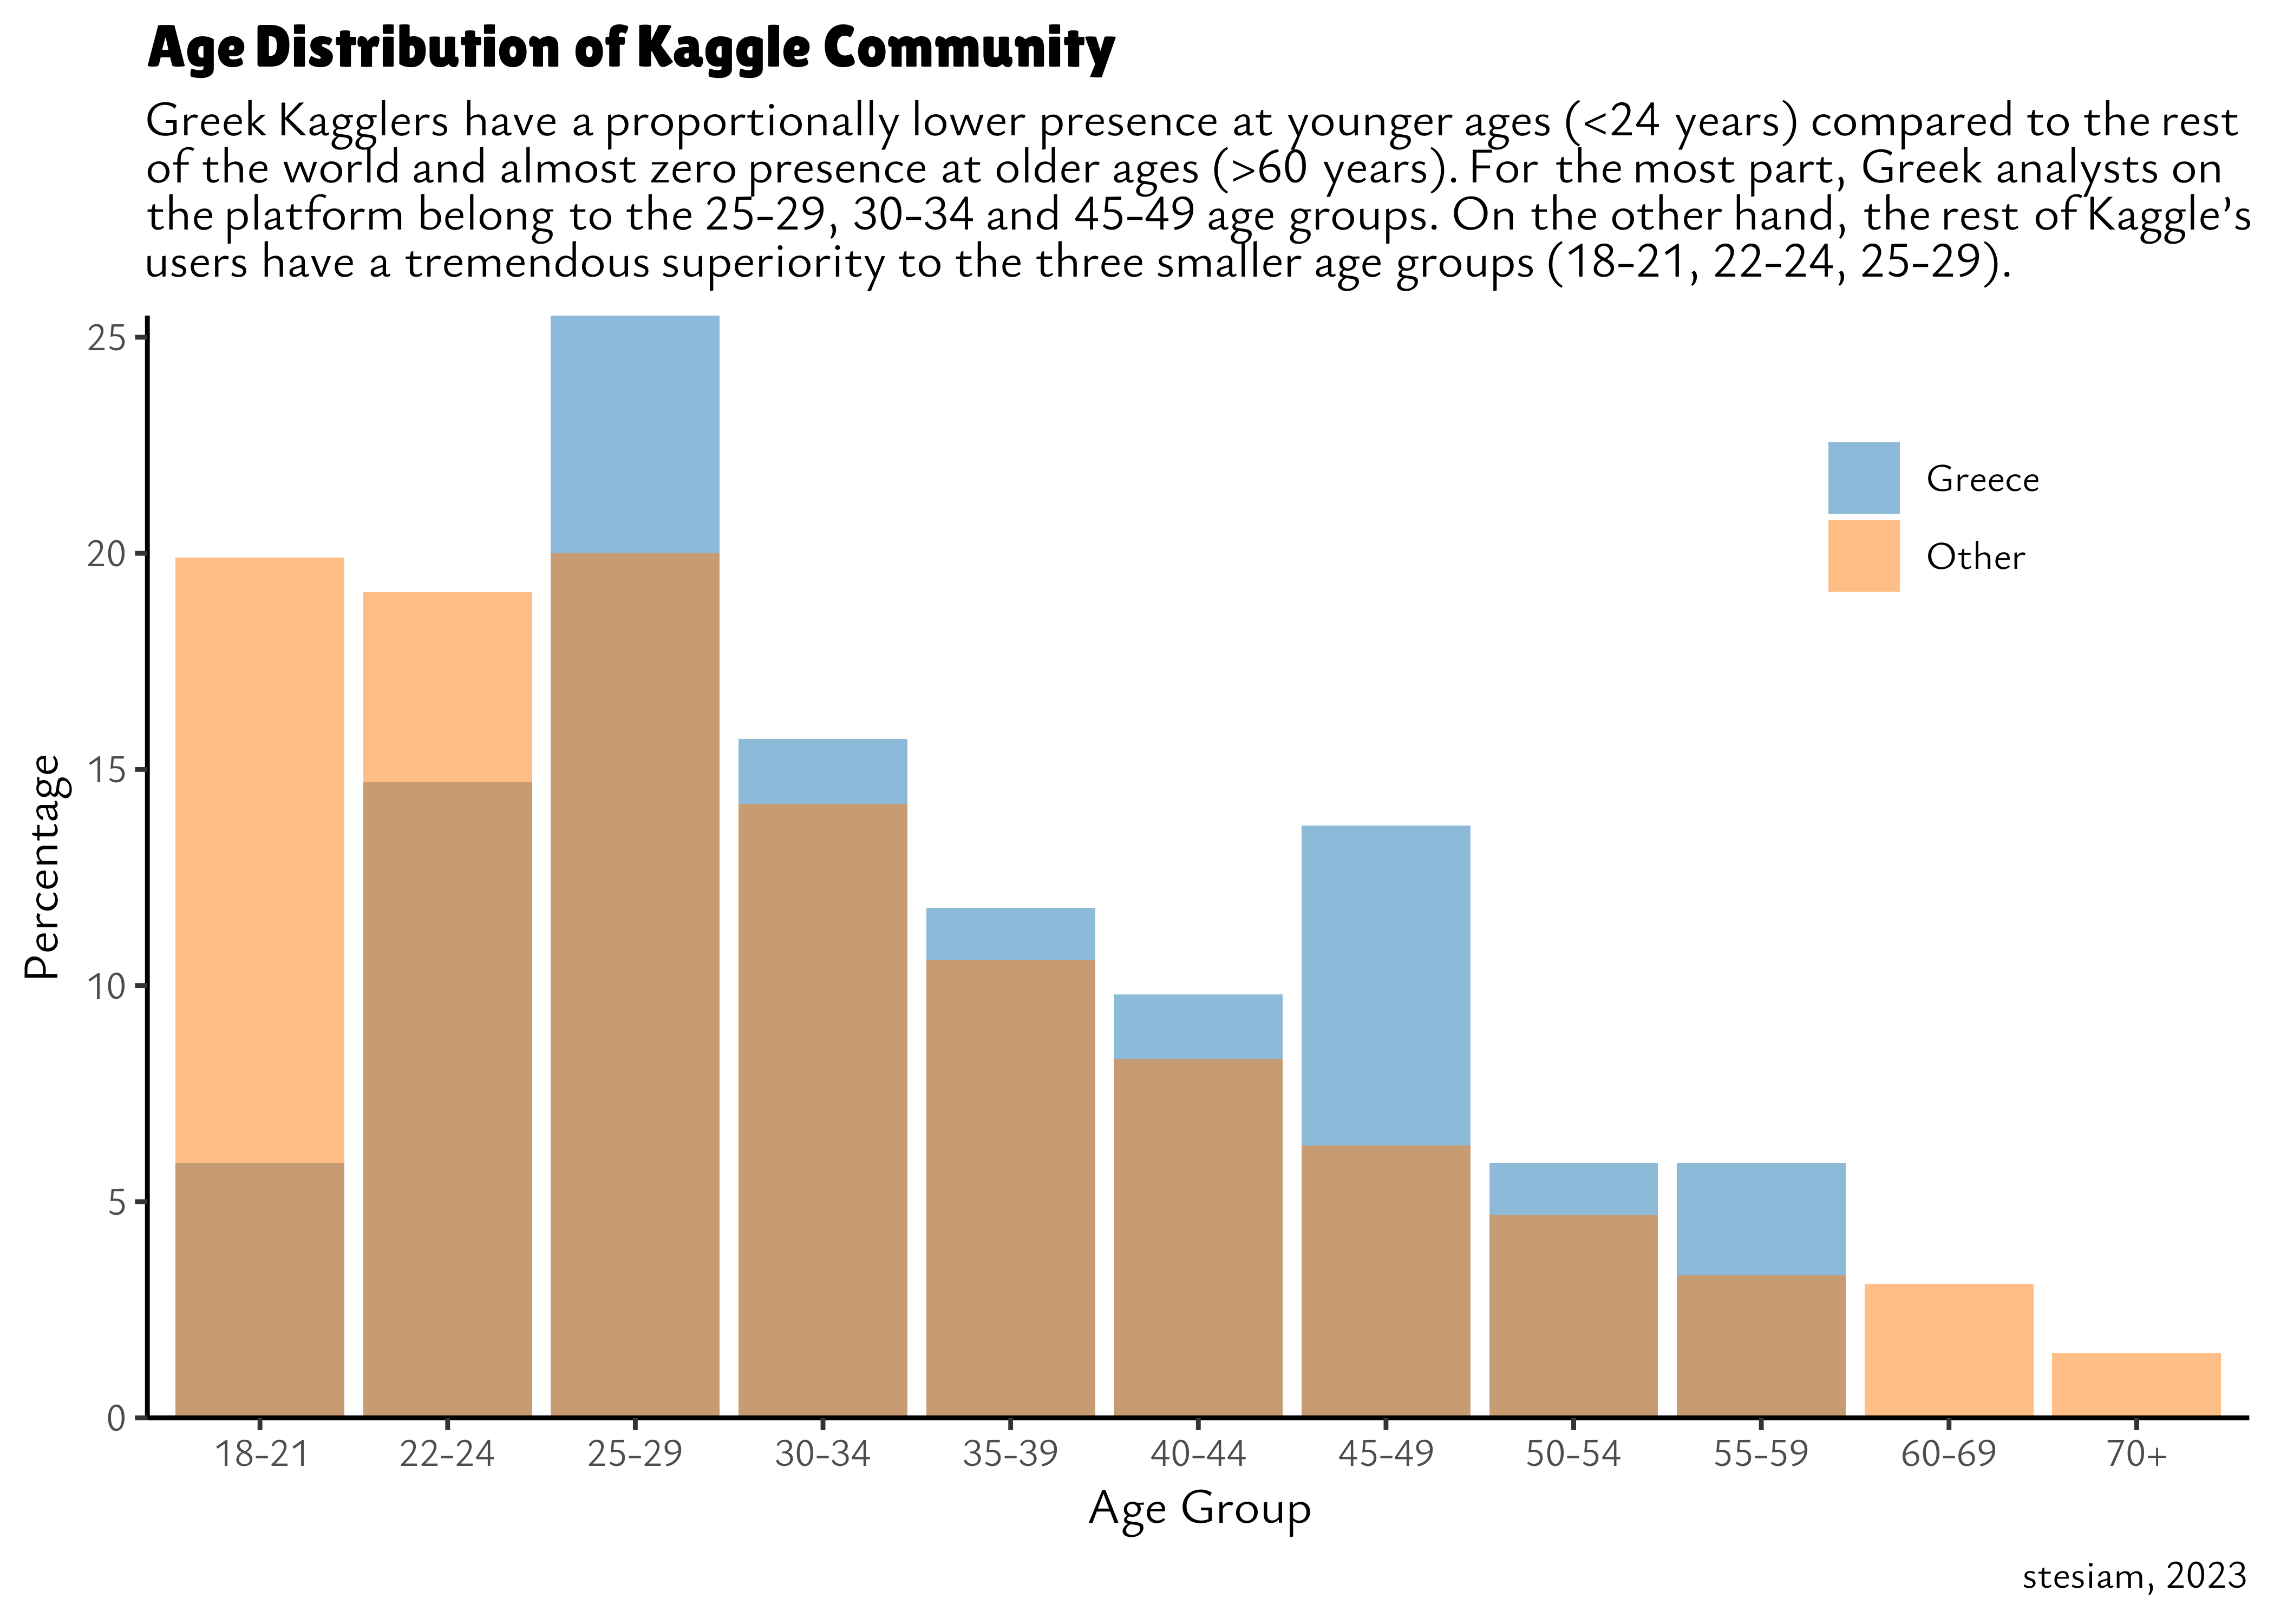 Age Distribution of Kaggle Community
Greek Kagglers have a proportionally lower presence at younger ages (<24 years) compared to the rest
of the world and almost zero presence at older ages (>60 years). For the most part, Greek analysts on
the platform belong to the 25-29, 30-34 and 45-49 age groups. On the other hand, the rest of Kaggle's
users have a tremendous superiority to the three smaller age groups (18-21, 22-24, 25-29).
25
20
15
10
5
0
Percentage
Greece
Other
18-21 22-24 25-29 30-34 35-39 40-44 45-49 50-54 55-59 60-69 70+
Age Group
stesiam, 2023